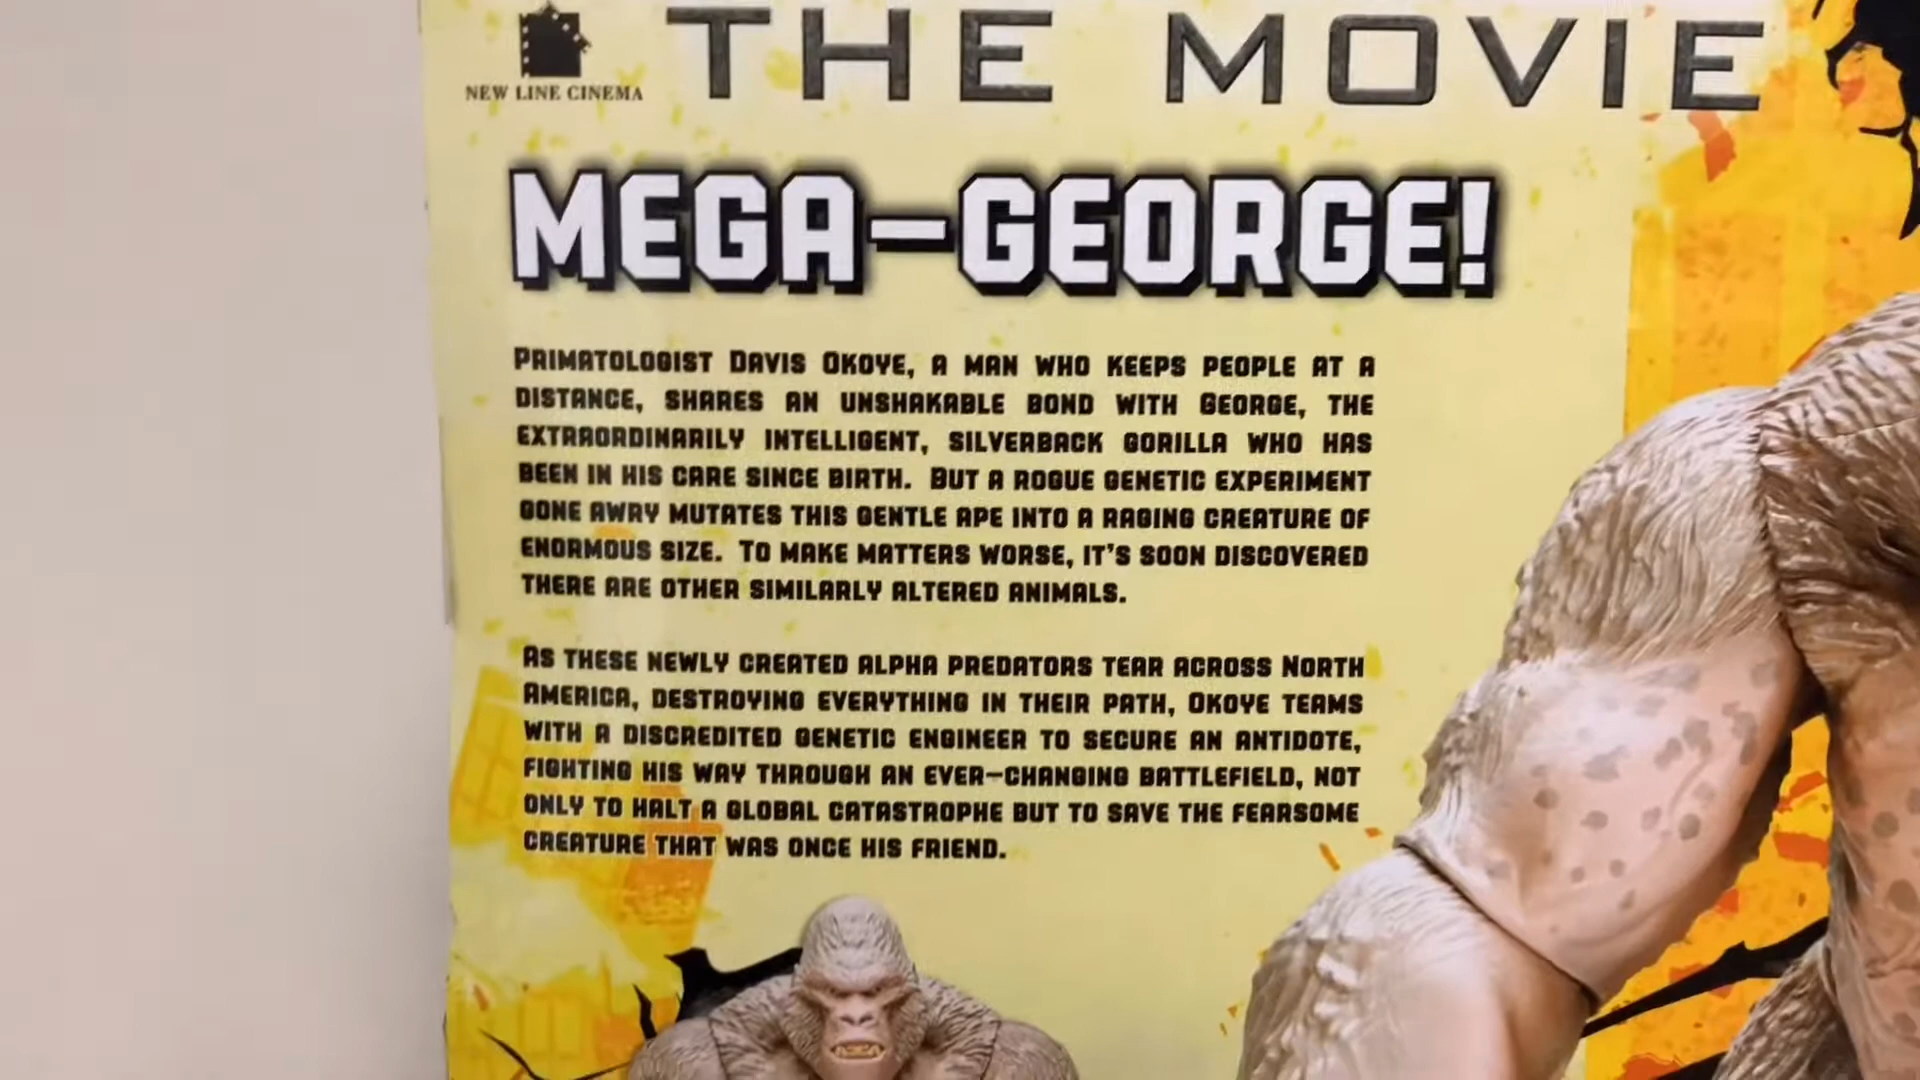 THE MOVIE
NEW LINE CINEMA
MEGA-GEORGE!
PRIMATOLOGIST DAVIS OKOYE, A MAN WHO KEEPS PEOPLE AT A
DISTANCE, SHARES AN UNSHAKABLE BOND WITH GEORGE, THE
EXTRAORDINARILY INTELLIGENT, SILVERBACK GORILLA WHO HAS
BEEN IN HIS CARE SINCE BIRTH. BUT A ROGUE GENETIC EXPERIMENT
GONE AWRY MUTATES THIS GENTLE APE INTO A RAGING CREATURE OF
ENORMOUS SIZE. TO MAKE MATTERS WORSE, IT'S SOON DISCOVERED
THERE ARE OTHER SIMILARLY ALTERED ANIMALS.
AS THESE NEWLY CREATED ALPHA PREDATORS TEAR ACROSS NORTH
AMERICA, DESTROYING EVERYTHING IN THEIR PATH, OKOYE TEAMS
WITH A DISCREDITED GENETIC ENGINEER TO SECURE AN ANTIDOTE,
FIGHTING HIS WAY THROUGH AN EVER-CHANGING BATTLEFIELD, NOT
ONLY TO HALT A GLOBAL CATASTROPHE BUT TO SAVE THE FEARSOME
CREATURE THAT WAS ONCE HIS FRIEND.